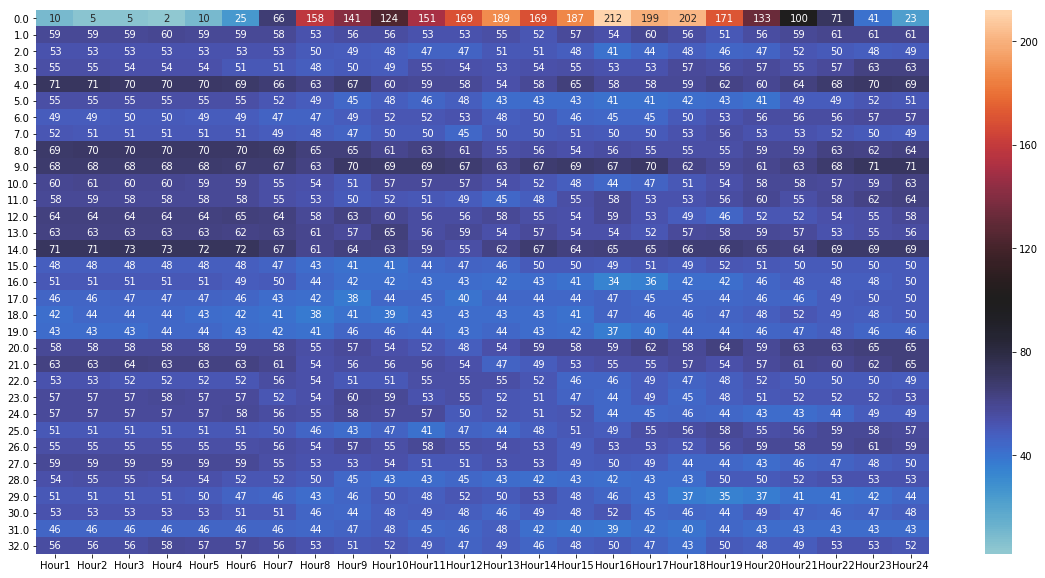 0.0 10 5 5 2 10 25 66 158 141 124 151 169 189 169 187 212 199 202 171 133 100 71 41 23
1.0 59 59 59 60 59 59 58 53 56 56 53 53 55 52 57 54 60 56 51 56 59 61 61 61
2.0 53 53 53 53 53 53 53 50 49 48 47 47 51 51 48 41 44 48 46 47 52 50 48 49
3.0 55 55 54 54 54 51 51 48 50 49 55 54 53 54 55 53 53 57 56 57 55 57 63 63
4.0 71 71 70 70 70 69 66 63 67 60 59 58 54 58 65 58 58 59 62 60 64 68 70 69
5.0 55 55 55 55 55 55 52 49 45 48 46 48 43 43 43 41 41 42 43 41 49 49 52 51
6.0 49 49 50 50 49 49 47 47 49 52 52 53 48 50 46 45 45 50 53 56 56 56 57 57
7.0 52 51 51 51 51 51 49 48 47 50 50 45 50 50 51 50 50 53 56 53 53 52 50 49
8.0 69 70 70 70 70 70 69 65 65 61 63 61 55 56 54 56 55 55 55 59 59 63 62 64
9.0 68 68 68 68 68 67 67 63 70 69 69 67 63 67 69 67 70 62 59 61 63 68 71 71
10.0 60 61 60 60 59 59 55 54 51 57 57 57 54 52 48 44 47 51 54 58 58 57 59 63
11.0 58 59 58 58 58 58 55 53 50 52 51 49 45 48 55 58 53 53 56 60 55 58 62 64
12.0 64 64 64 64 64 65 64 58 63 60 56 56 58 55 54 59 53 49 46 52 52 54 55 58
13.0 63 63 63 63 63 62 63 61 57 65 56 59 54 57 54 54 52 57 58 59 57 53 55 56
14.0 71 71 73 73 72 72 67 61 64 63 59 55 62 67 64 65 65 66 66 65 64 69 69 69
15.0 48 48 48 48 48 48 47 43 41 41 44 47 46 50 50 49 51 49 52 51 50 50 50 50
16.0 51 51 51 51 51 49 50 44 42 42 43 43 42 43 41 34 36 42 42 46 48 48 48 50
17.0 46 46 47 47 47 46 43 42 38 44 45 40 44 44 44 47 45 45 44 46 46 49 50 50
18.0 42 44 44 44 43 42 41 38 41 39 43 43 43 43 41 47 46 46 47 48 52 49 48 50
19.0 43 43 43 44 44 43 42 41 46 46 44 43 44 43 42 37 40 44 44 46 47 48 46 46
20.0 58 58 58 58 58 59 58 55 57 54 52 48 54 59 58 59 62 58 64 59 63 63 65 65
21.0 63 63 64 63 63 63 61 54 56 56 56 54 47 49 53 55 55 57 54 57 61 60 62 65
22.0 53 53 52 52 52 52 56 54 51 51 55 55 55 52 46 46 49 47 48 52 50 50 50 49
23.0 57 57 57 58 57 57 52 54 60 59 53 55 52 51 47 44 49 45 48 51 52 52 52 53
24.0 57 57 57 57 57 58 56 55 58 57 57 50 52 51 52 44 45 46 44 43 43 44 49 49
25.0 51 51 51 51 51 51 50 46 43 47 41 47 44 48 51 49 55 56 58 55 56 59 58 57
26.0 55 55 55 55 55 55 56 54 57 55 58 55 54 53 49 53 53 52 56 59 58 59 61 59
27.0 59 59 59 59 59 59 55 53 53 54 51 51 53 53 49 50 49 44 44 43 46 47 48 50
28.0 54 55 55 54 54 52 52 50 45 43 43 45 43 42 43 42 43 43 50 50 52 53 53 53
29.0 51 51 51 51 50 47 46 43 46 50 48 52 50 53 48 46 43 37 35 37 41 41 42 44
30.0 53 53 53 53 53 51 51 46 44 48 49 48 46 49 48 52 45 46 44 49 47 46 47 48
31.0 46 46 46 46 46 46 46 44 47 48 45 46 48 42 40 39 42 40 44 43 43 43 43 43
32.0 56 56 56 58 57 57 56 53 51 52 49 47 49 46 48 50 47 43 50 48 49 53 53 52
Hour1 Hour2 Hour3 Hour4 Hour5 Hour6 Hour7 Hour8 Hour9 Hour10 Hour11 Hour12 Hour13 Hour14 Hour15 Hour16 Hour17 Hour18 Hour19 Hour20 Hour21 Hour22 Hour23 Hour24
200
160
120
80
40